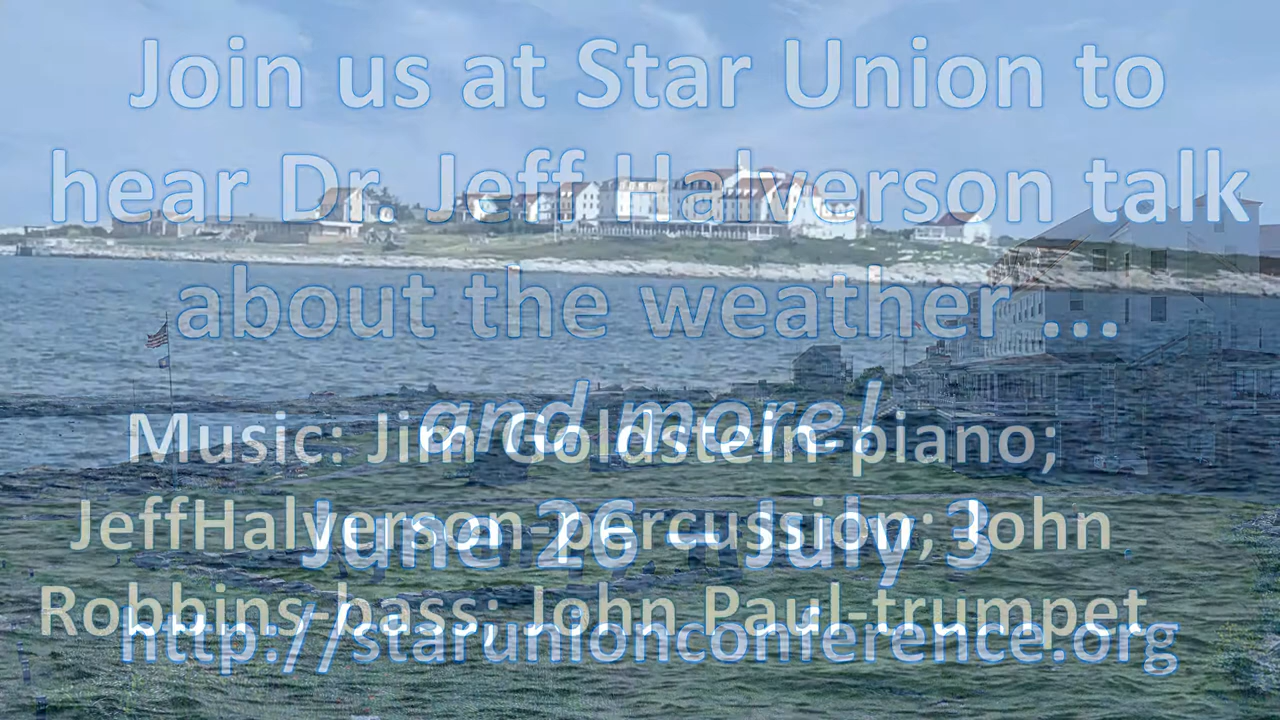 Join us at Star Union to
hear Dr. Jeff Halverson talk
about the weather ...
and more!
June 26 – July 3
http://starunionconference.org
Music: Jim Goldstein-piano;
JeffHalverson-percussion; John
Robbins-bass; John Paul-trumpet